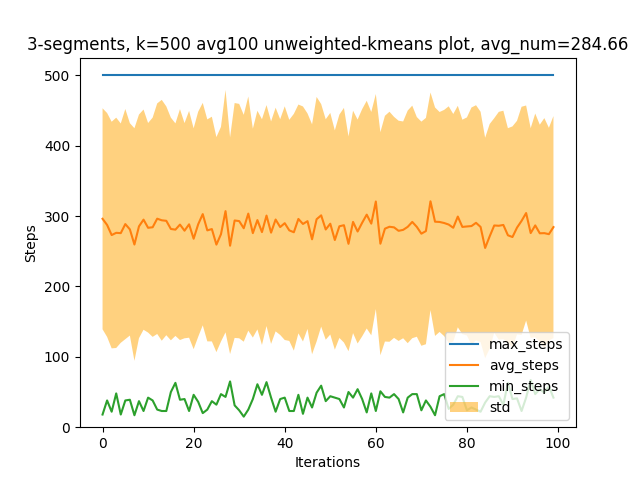 3-segments, k=500 avg100 unweighted-kmeans plot, avg_num=284.66
500
400
300
200
100
0
Steps
max_steps
avg_steps
min_steps
std
0
20
40
60
80
100
Iterations